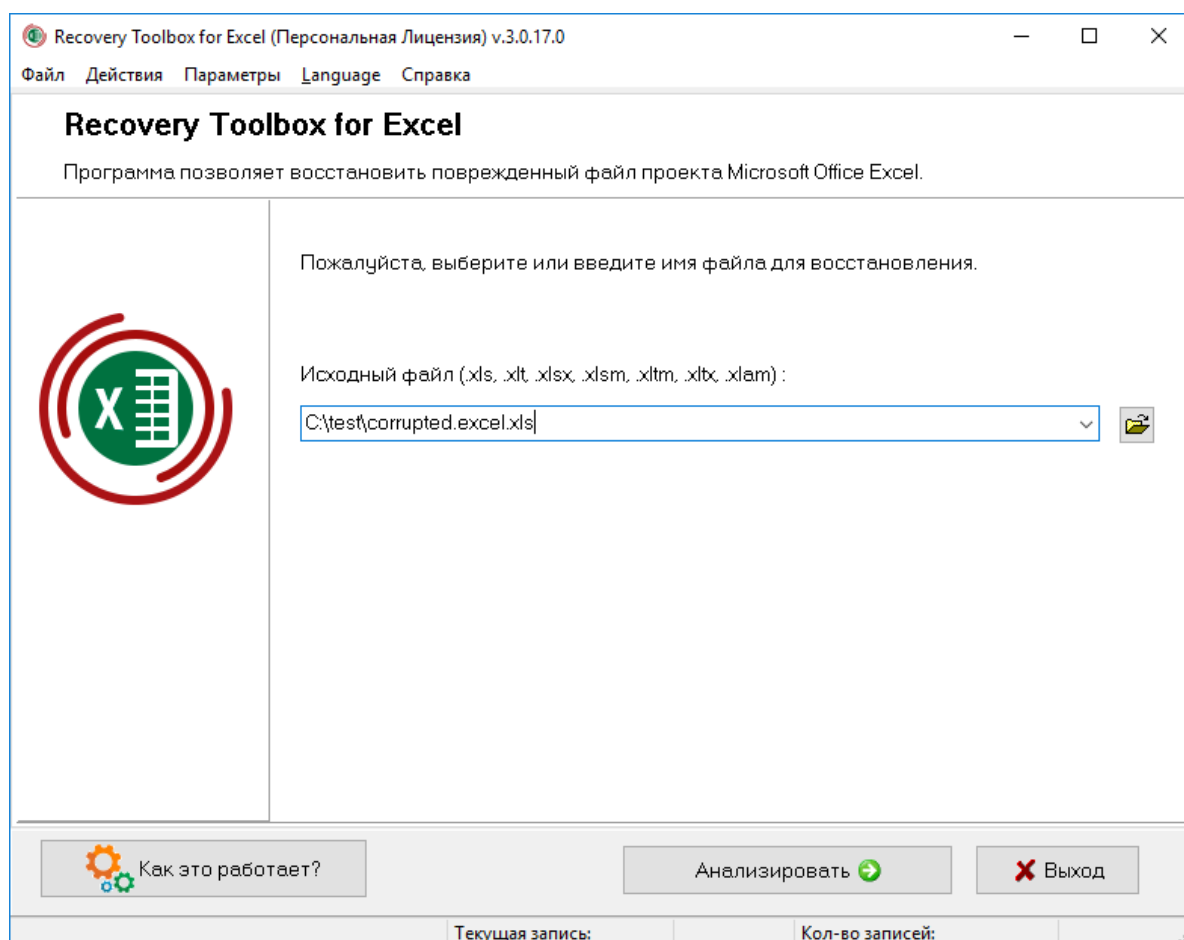 Recovery Toolbox for Excel (Персональная Лицензия) v.3.0.17.0
Файл Действия Параметры Language Справка
Recovery Toolbox for Excel
Программа позволяет восстановить поврежденный файл проекта Microsoft Office Excel.
Пожалуйста, выберите или введите имя файла для восстановления.
Исходный файл (.xls, .xlt, .xlsx, .xlsm, .xltm, .xltx, .xlam) :
C:\test\corrupted.excel.xls
X
Как это работает? Анализировать Выход
Текущая запись: Кол-во записей: